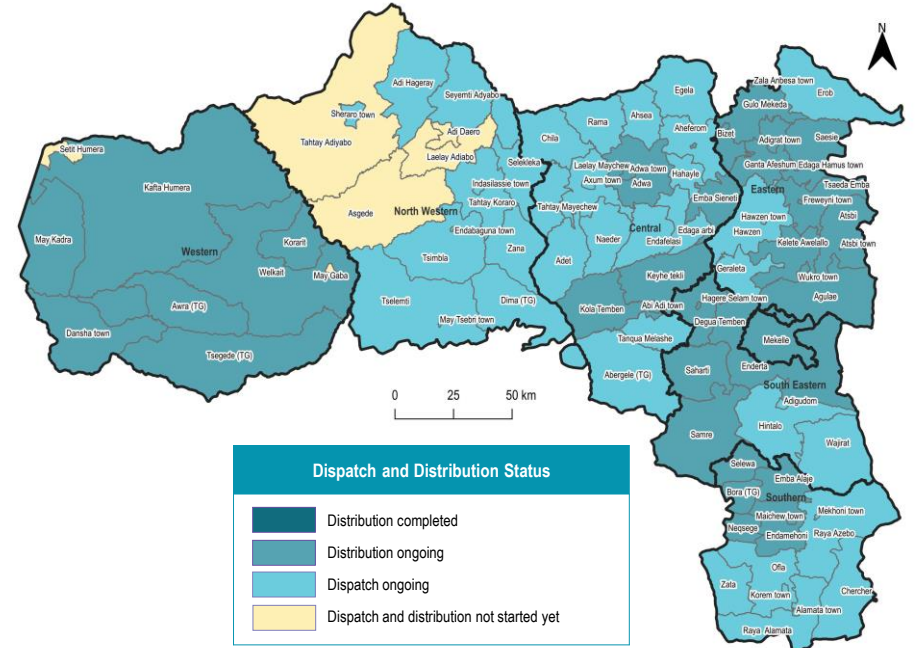 N
Zala Anbesa town
Erob
Egela
Adi Hageray
Seyemti Adyabo
Gulo Mekeda
Sheraro town
Rama
Ahsea
Aheferom
Bizet
Adi Daero
Chila
Adigrat town
Saesie
Tahtay Adiyabo
Setit Humera
Laelay Adiabo
Selekleka
Laelay Maychew
Adwa town
Hahayle
Ganta Afeshum
Edaga Hamus town
Axum town
Kafta Humera
Indasilassie town
Adwa
Tsaeda Emba
Eastern
Emba Sieneti
Freweyni town
Tahtay Koraro
Asgede
North Western
Tahtay Mayechew
Hawzen town
Atsbi
May Kadra
Endabaguna town
Central
Edaga arbi
Hawzen
Korarit
Naeder
Endafelasi
Kelete Awelallo
Atsbi town
Western
Zana
Tsimbla
Adet
Geraleta
Welkait
May Gaba
Keyhe tekli
Wukro town
Tselemti
Dima (TG)
Hagere Selam town
Agulae
Awra (TG)
Kola Temben
Abi Adi town
May Tsebri town
Degua Temben
Dansha town
Tanqua Melashe
Mekelle
Tsegede (TG)
Enderta
Saharti
Abergele (TG)
South Eastern
0 25 50 km
Adigudom
Hintalo
Samre
Wajirat
Selewa
Emba Alaje
Bora (TG)
Southern
Mekhoni town
Maichew town
Neqsege
Endamehoni
Raya Azebo
Ofla
Zata
Chercher
Korem town
Alamata town
Raya Alamata
Dispatch and Distribution Status
Distribution completed
Distribution ongoing
Dispatch ongoing
Dispatch and distribution not started yet